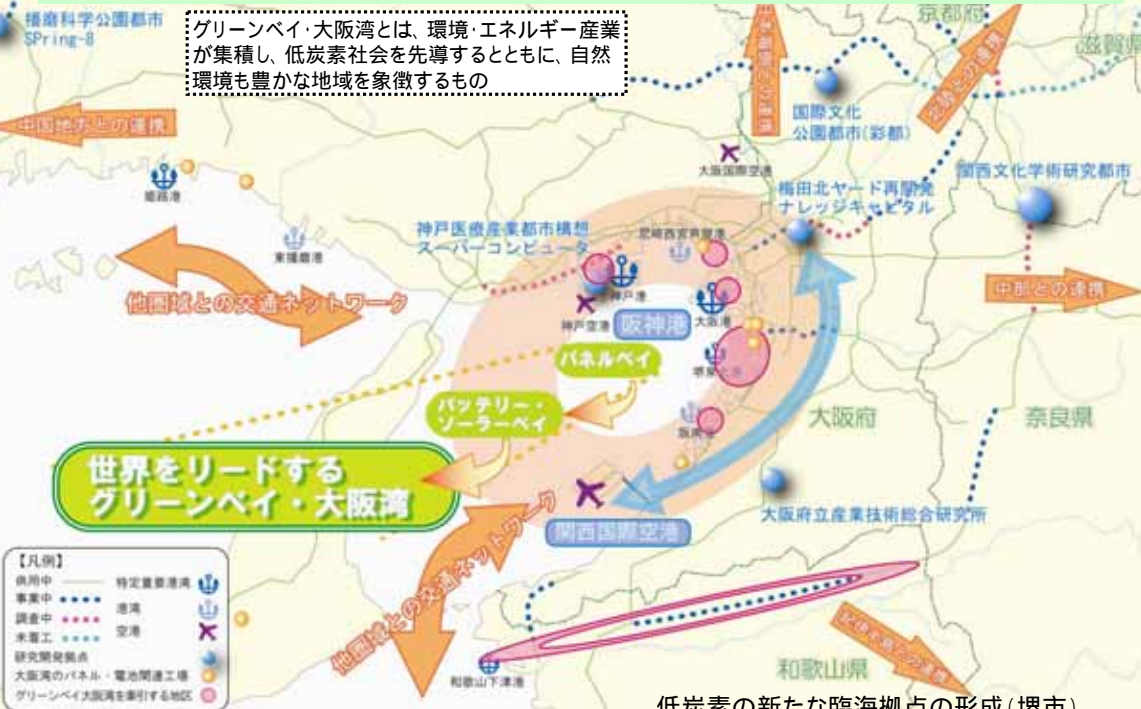 播磨科学公園都市
SPring-8
グリーンベイ・大阪湾とは、環境・エネルギー産業
が集積し、低炭素社会を先導するとともに、自然
環境も豊かな地域を象徴するもの
京都府
滋賀県
中国地方との連携
国際文化
公園都市(彩都)
大阪国際空港
関西文化学術研究都市
梅田北ヤード再開発
ナレッジキャピタル
姫路港
東播磨港
神戸医療産業都市構想
スーパーコンピュータ
尼崎西宮芦屋港
他圏域との交通ネットワーク
中部との連携
神戸港
神戸空港
阪神港
大阪港
パネルベイ
バッテリー・
ソーラーベイ
大阪府
奈良県
世界をリードする
グリーンベイ・大阪湾
関西国際空港
大阪府立産業技術総合研究所
他圏域との交通ネットワーク
【凡例】
供用中
事業中
調査中
未着工
特定重要港湾
港湾
空港
研究開発拠点
大阪湾のパネル・電池関連工場
グリーンベイ大阪湾を牽引する地区
和歌山下津港
和歌山県
紀伊半島との連携
低炭素の新たな臨海拠点の形成(堺市)